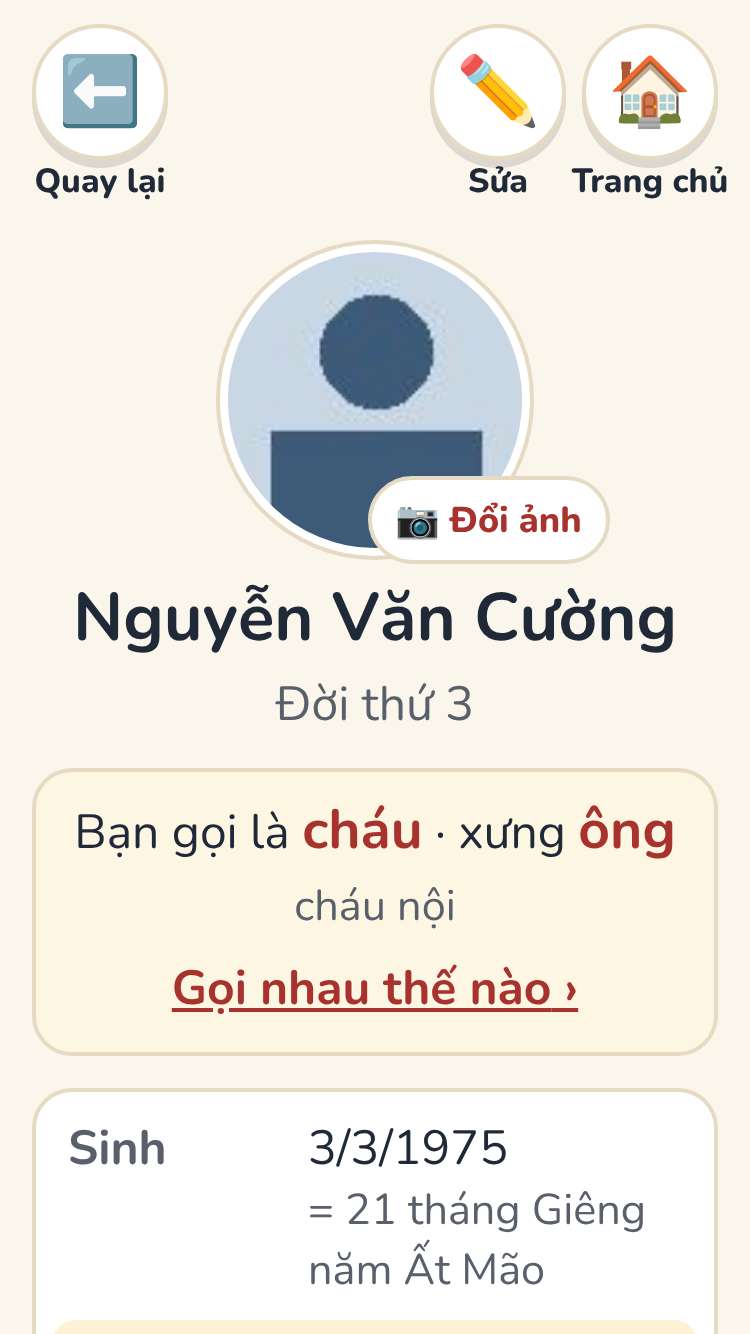 Quay lại
Sửa
Trang chủ
Đổi ảnh
Nguyễn Văn Cường
Đời thứ 3
Bạn gọi là cháu · xưng ông
cháu nội
Gọi nhau thế nào ›
Sinh
3/3/1975
= 21 tháng Giêng
năm Ất Mão